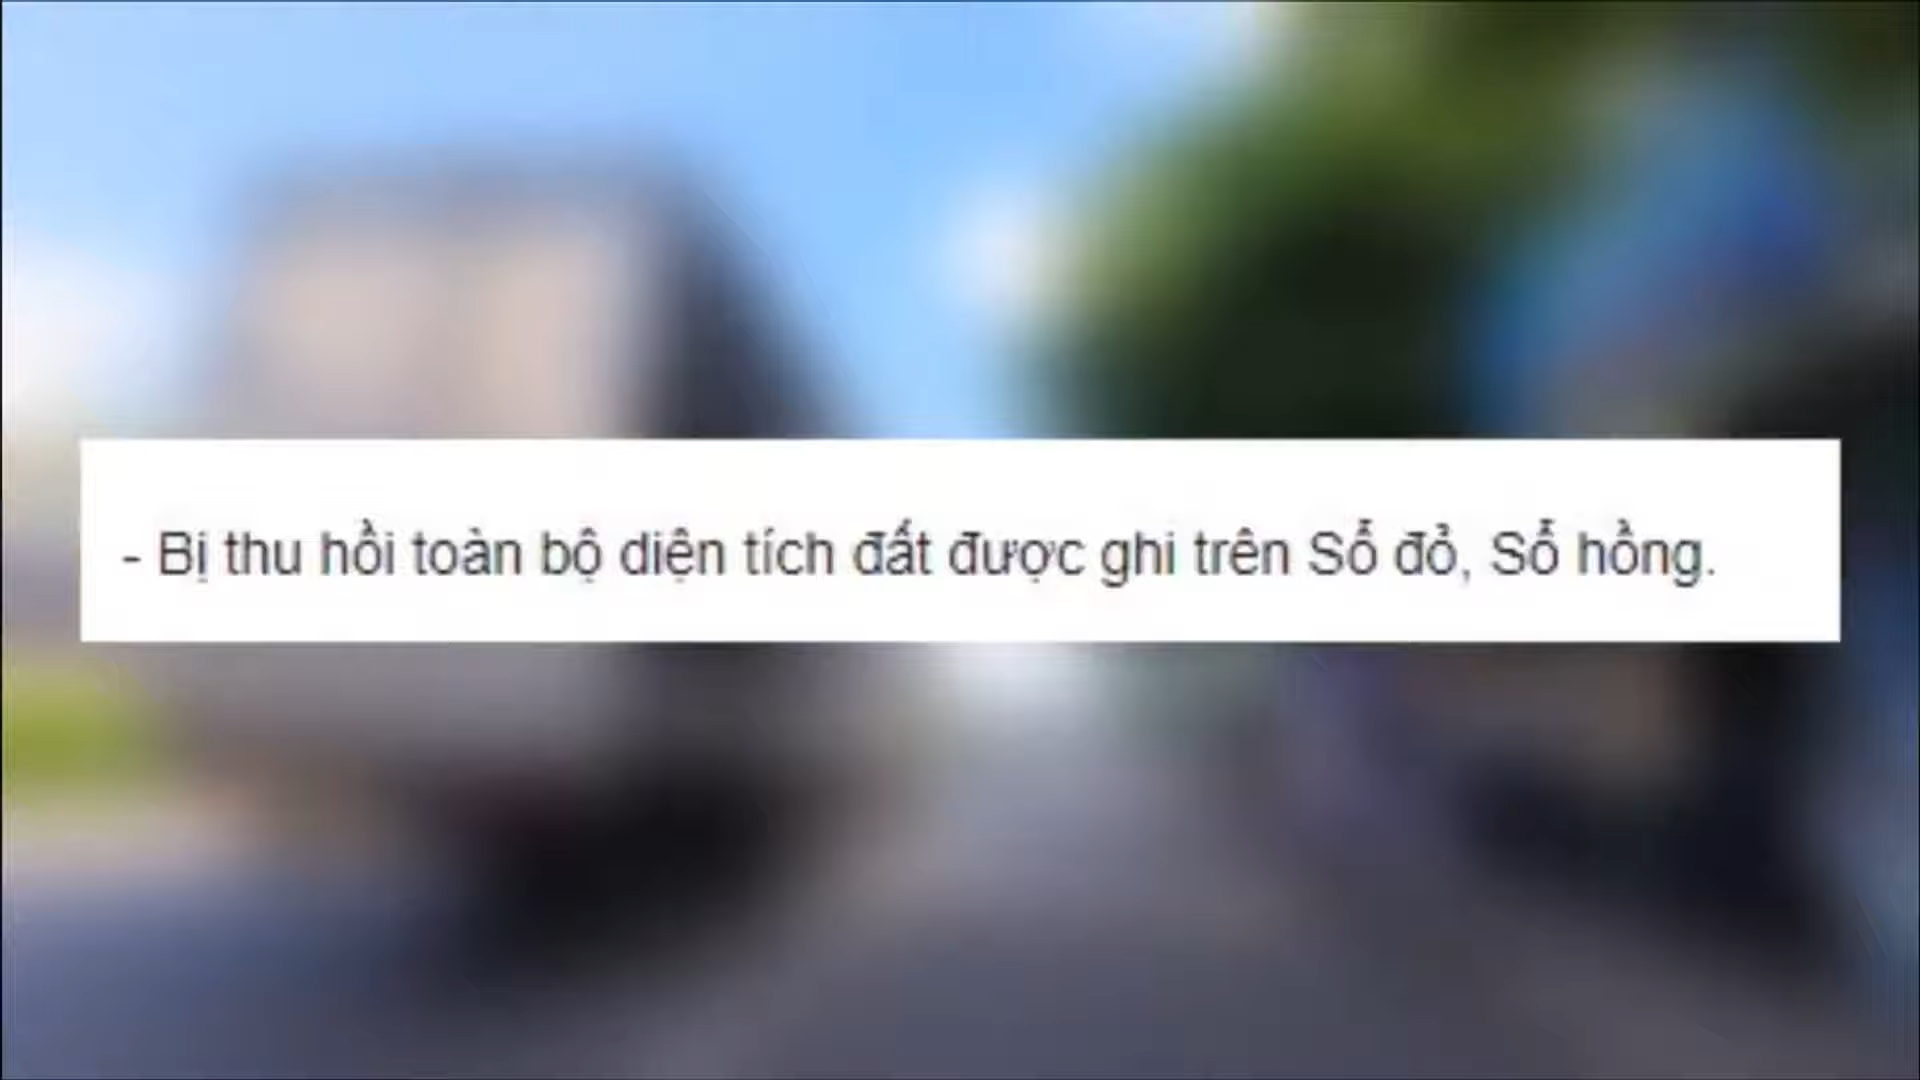 - Bị thu hồi toàn bộ diện tích đất được ghi trên Sổ đỏ, Sổ hồng.